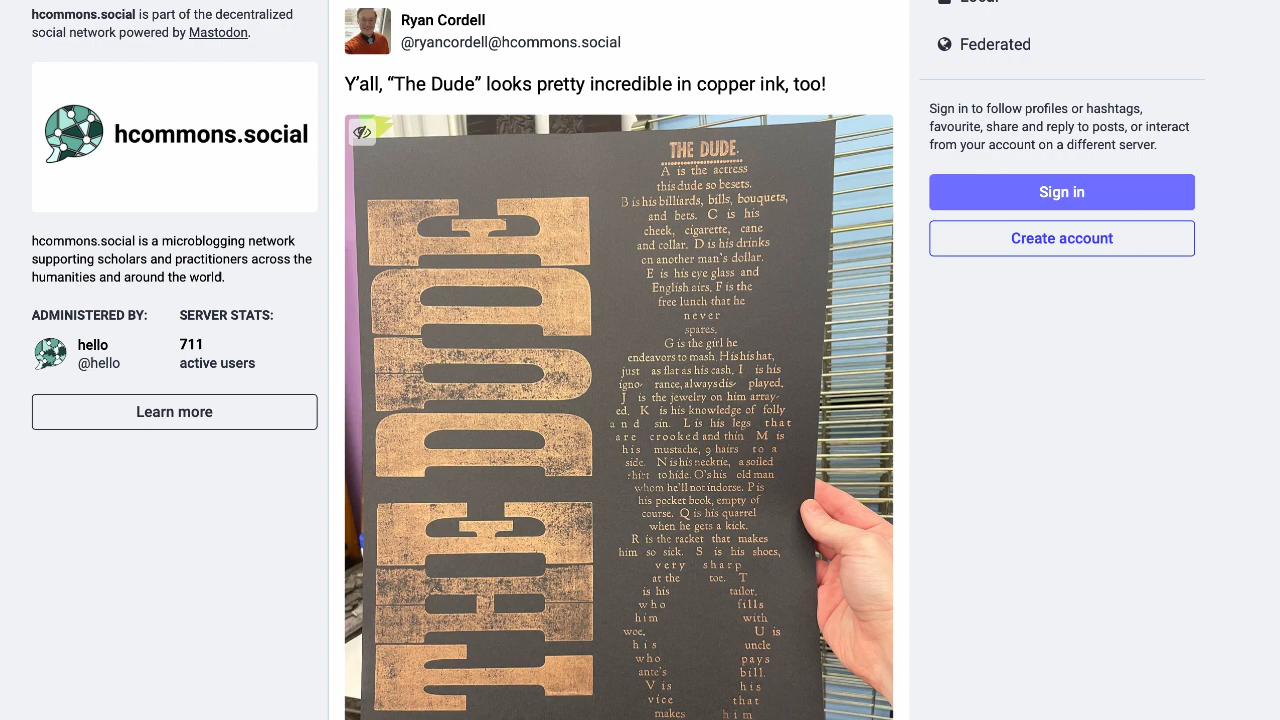 hcommons.social is part of the decentralized
social network powered by Mastodon.
hcommons.social
hcommons.social is a microblogging network
supporting scholars and practitioners across the
humanities and around the world.
ADMINISTERED BY:
hello
@hello
SERVER STATS:
711
active users
Learn more
Ryan Cordell
@ryancordell@hcommons.social
Y’all, “The Dude” looks pretty incredible in copper ink, too!
THE DUDE
THE DUDE.
A is the actress
this dude so besets.
B is his billiards, bills, bouquets,
and bets. C is his
cheek, cigarette, cane
and collar. D is his drinks
on another man's dollar.
E is his eye glass and
English airs, F is the
free lunch that he
never
spares,
G is the girl he
endeavors to mash. H is his hat,
just as flat as his cash. I is his
igno- rance, always dis- played.
J is the jewelry on him array-
ed. K is his knowledge of folly
and sin. L is his legs that
are crooked and thin M is
his mustache, 9 hairs to a
side. N is his necktie, a soiled
shirt to hide. O's his old man
whom he'll not indorse. P is
his pocket book, empty of
course. Q is his quarrel
when he gets a kick.
R is the racket that makes
him so sick. S is his shoes,
very sharp
at the toe. T
is his tailor,
who fills
him with
woe. U is
his uncle
who pays
ante's bill.
V is his
vice that
makes him
Local
Federated
Sign in to follow profiles or hashtags,
favourite, share and reply to posts, or interact
from your account on a different server.
Sign in
Create account